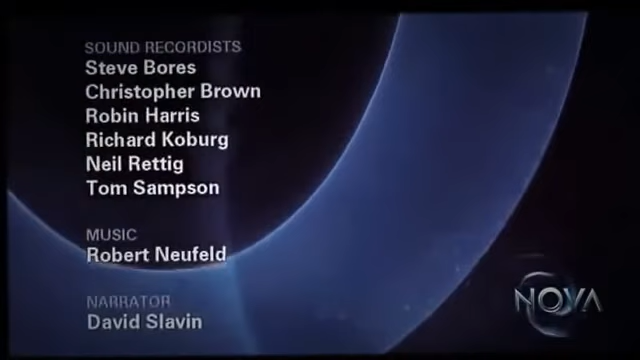 SOUND RECORDISTS
Steve Bores
Christopher Brown
Robin Harris
Richard Koburg
Neil Rettig
Tom Sampson
MUSIC
Robert Neufeld
NARRATOR
David Slavin
NOVA